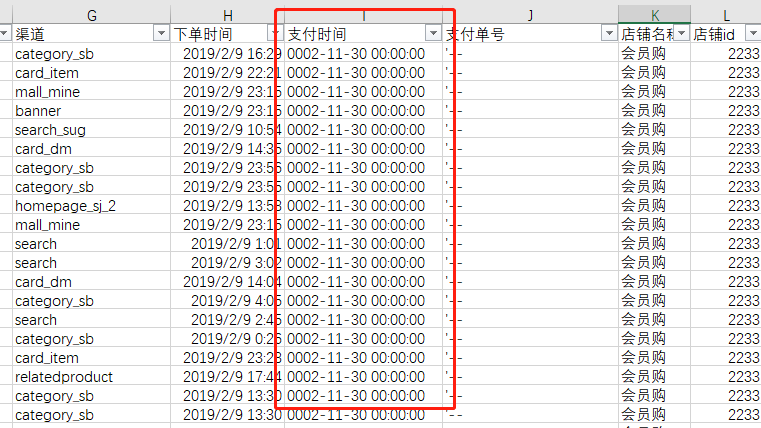 G H I J K L
渠道 下单时间 支付时间 支付单号 店铺名称 店铺id
category_sb 2019/2/9 16:29 0002-11-30 00:00:00 '-- 会员购 2233
card_item 2019/2/9 22:21 0002-11-30 00:00:00 '-- 会员购 2233
mall_mine 2019/2/9 23:15 0002-11-30 00:00:00 '-- 会员购 2233
banner 2019/2/9 23:15 0002-11-30 00:00:00 '-- 会员购 2233
search_sug 2019/2/9 10:54 0002-11-30 00:00:00 '-- 会员购 2233
card_dm 2019/2/9 14:35 0002-11-30 00:00:00 '-- 会员购 2233
category_sb 2019/2/9 23:56 0002-11-30 00:00:00 '-- 会员购 2233
category_sb 2019/2/9 23:55 0002-11-30 00:00:00 '-- 会员购 2233
homepage_sj_2 2019/2/9 13:58 0002-11-30 00:00:00 '-- 会员购 2233
mall_mine 2019/2/9 23:15 0002-11-30 00:00:00 '-- 会员购 2233
search 2019/2/9 1:01 0002-11-30 00:00:00 '-- 会员购 2233
search 2019/2/9 3:02 0002-11-30 00:00:00 '-- 会员购 2233
card_dm 2019/2/9 14:04 0002-11-30 00:00:00 '-- 会员购 2233
category_sb 2019/2/9 4:05 0002-11-30 00:00:00 '-- 会员购 2233
search 2019/2/9 2:45 0002-11-30 00:00:00 '-- 会员购 2233
category_sb 2019/2/9 0:26 0002-11-30 00:00:00 '-- 会员购 2233
card_item 2019/2/9 23:28 0002-11-30 00:00:00 '-- 会员购 2233
relatedproduct 2019/2/9 17:44 0002-11-30 00:00:00 '-- 会员购 2233
category_sb 2019/2/9 13:30 0002-11-30 00:00:00 '-- 会员购 2233
category_sb 2019/2/9 13:30 0002-11-30 00:00:00 '-- 会员购 2233